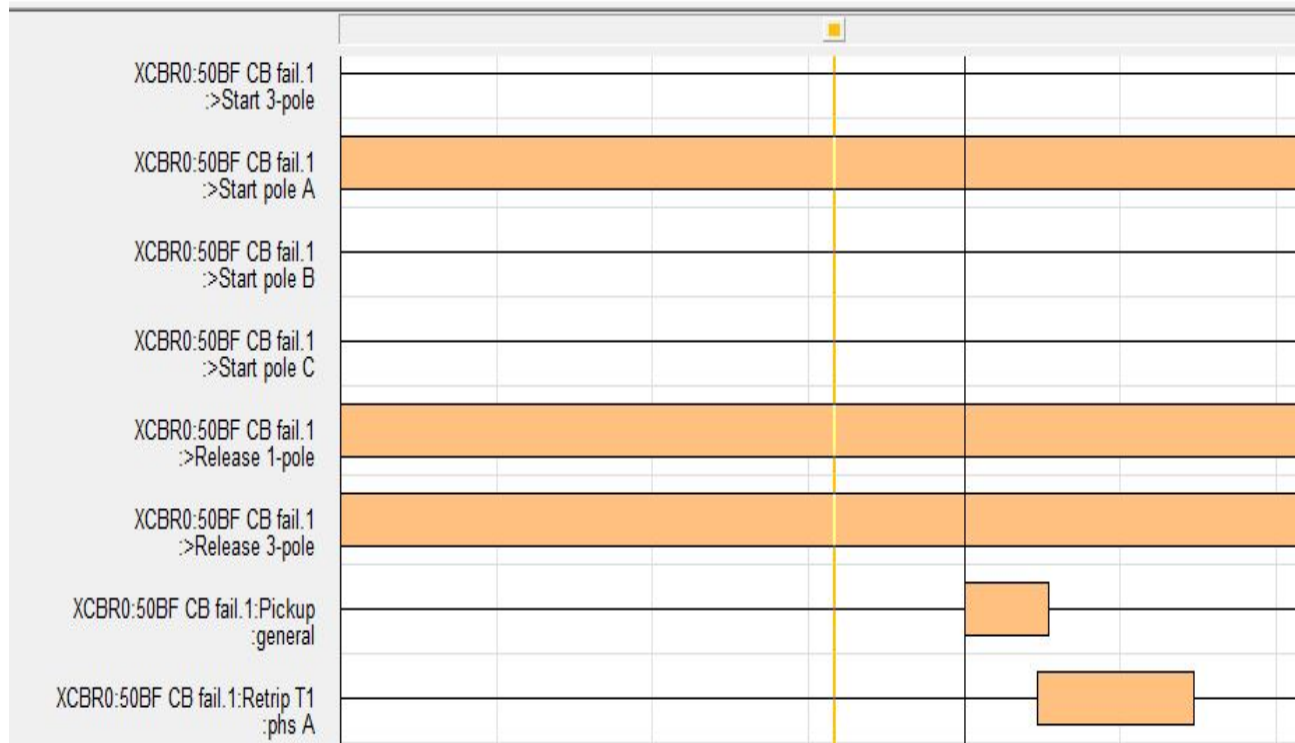 XCBR0:50BF CB fail.1
:>Start 3-pole
XCBR0:50BF CB fail.1
:>Start pole A
XCBR0:50BF CB fail.1
:>Start pole B
XCBR0:50BF CB fail.1
:>Start pole C
XCBR0:50BF CB fail.1
:>Release 1-pole
XCBR0:50BF CB fail.1
:>Release 3-pole
XCBR0:50BF CB fail.1:Pickup
:general
XCBR0:50BF CB fail.1:Retrip T1
:phs A